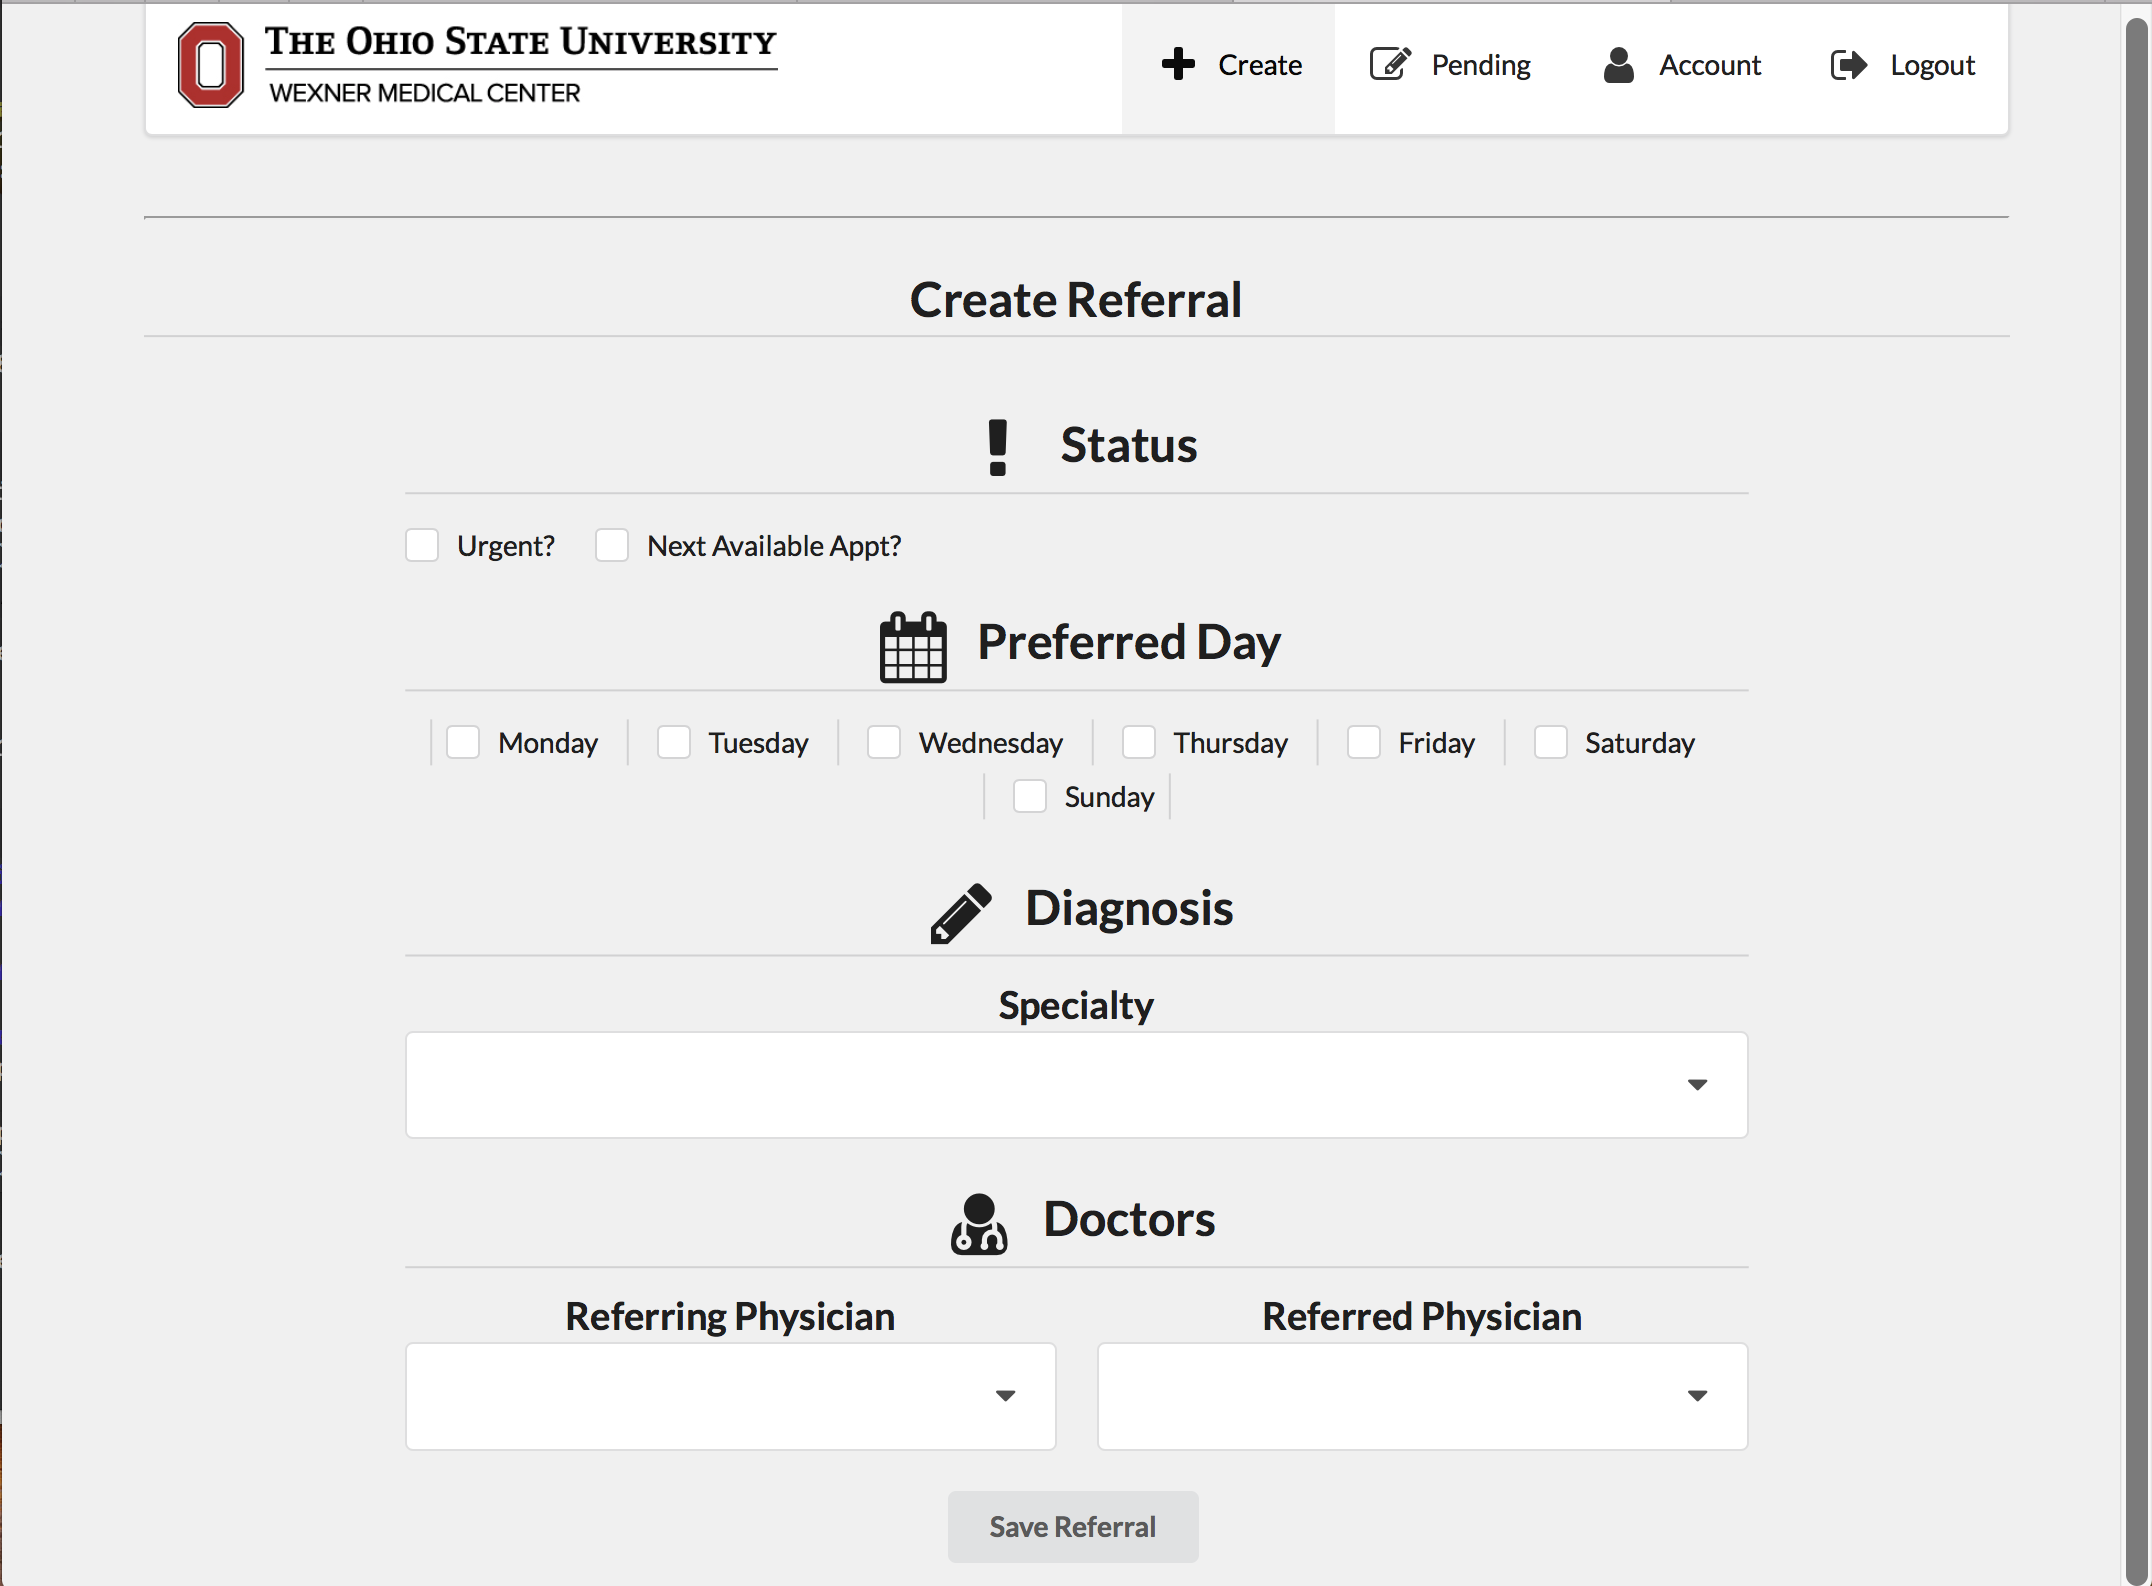 THE OHIO STATE UNIVERSITY
WEXNER MEDICAL CENTER
Create Pending Account Logout
Create Referral
Status
Urgent? Next Available Appt?
Preferred Day
Monday Tuesday Wednesday Thursday Friday Saturday
Sunday
Diagnosis
Specialty
Doctors
Referring Physician Referred Physician
Save Referral